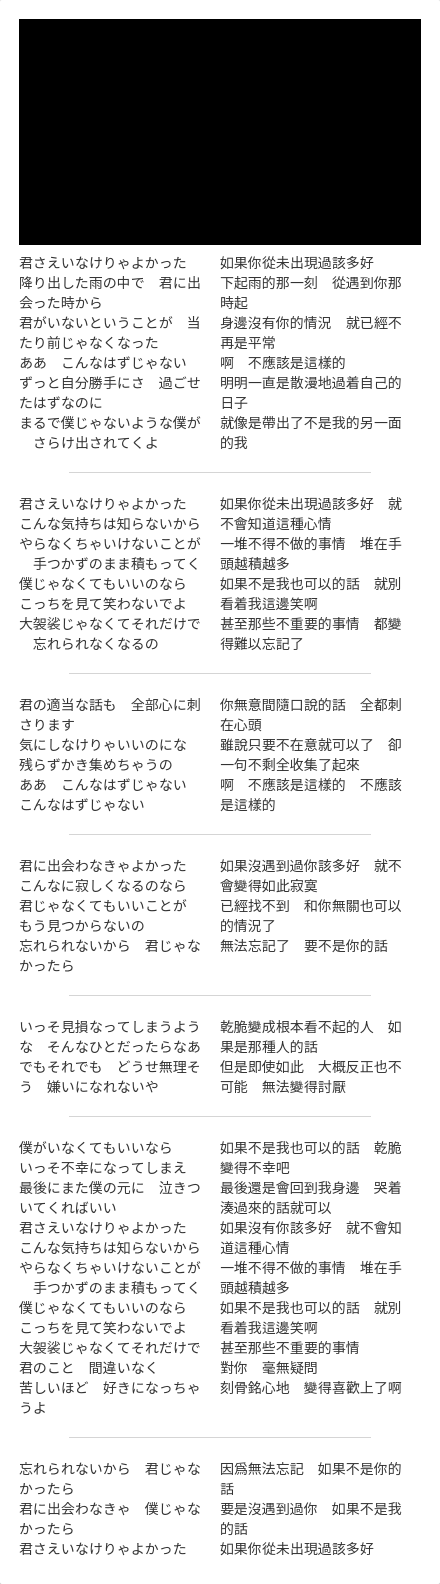 君さえいなけりゃよかった
降り出した雨の中で　君に出
会った時から
君がいないということが　当
たり前じゃなくなった
ああ　こんなはずじゃない
ずっと自分勝手にさ　過ごせ
たはずなのに
まるで僕じゃないような僕が
　さらけ出されてくよ
如果你從未出現過該多好
下起雨的那一刻　從遇到你那
時起
身邊沒有你的情況　就已經不
再是平常
啊　不應該是這樣的
明明一直是散漫地過着自己的
日子
就像是帶出了不是我的另一面
的我
君さえいなけりゃよかった
こんな気持ちは知らないから
やらなくちゃいけないことが
　手つかずのまま積もってく
僕じゃなくてもいいのなら
こっちを見て笑わないでよ
大袈裟じゃなくてそれだけで
　忘れられなくなるの
如果你從未出現過該多好　就
不會知道這種心情
一堆不得不做的事情　堆在手
頭越積越多
如果不是我也可以的話　就別
看着我這邊笑啊
甚至那些不重要的事情　都變
得難以忘記了
君の適当な話も　全部心に刺
さります
気にしなけりゃいいのにな
残らずかき集めちゃうの
ああ　こんなはずじゃない
こんなはずじゃない
你無意間隨口說的話　全都刺
在心頭
雖說只要不在意就可以了　卻
一句不剩全收集了起來
啊　不應該是這樣的　不應該
是這樣的
君に出会わなきゃよかった
こんなに寂しくなるのなら
君じゃなくてもいいことが
もう見つからないの
忘れられないから　君じゃな
かったら
如果沒遇到過你該多好　就不
會變得如此寂寞
已經找不到　和你無關也可以
的情況了
無法忘記了　要不是你的話
いっそ見損なってしまうよう
な　そんなひとだったらなあ
でもそれでも　どうせ無理そ
う　嫌いになれないや
乾脆變成根本看不起的人　如
果是那種人的話
但是即使如此　大概反正也不
可能　無法變得討厭
僕がいなくてもいいなら
いっそ不幸になってしまえ
最後にまた僕の元に　泣きつ
いてくればいい
君さえいなけりゃよかった
こんな気持ちは知らないから
やらなくちゃいけないことが
　手つかずのまま積もってく
僕じゃなくてもいいのなら
こっちを見て笑わないでよ
大袈裟じゃなくてそれだけで
君のこと　間違いなく
苦しいほど　好きになっちゃ
うよ
如果不是我也可以的話　乾脆
變得不幸吧
最後還是會回到我身邊　哭着
湊過來的話就可以
如果沒有你該多好　就不會知
道這種心情
一堆不得不做的事情　堆在手
頭越積越多
如果不是我也可以的話　就別
看着我這邊笑啊
甚至那些不重要的事情
對你　毫無疑問
刻骨銘心地　變得喜歡上了啊
忘れられないから　君じゃな
かったら
君に出会わなきゃ　僕じゃな
かったら
君さえいなけりゃよかった
因爲無法忘記　如果不是你的
話
要是沒遇到過你　如果不是我
的話
如果你從未出現過該多好